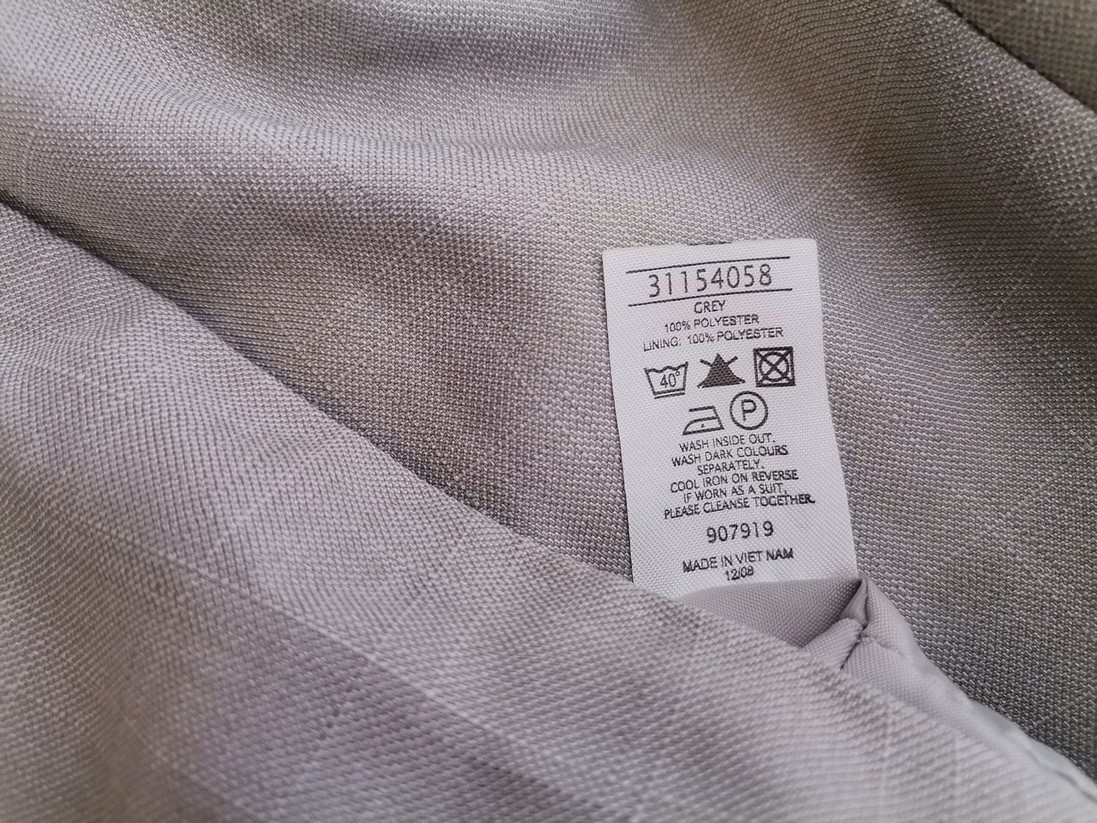 31154058
GREY
100% POLYESTER
LINING: 100% POLYESTER
40°
P
WASH INSIDE OUT.
WASH DARK COLOURS
SEPARATELY.
COOL IRON ON REVERSE
IF WORN AS A SUIT,
PLEASE CLEANSE TOGETHER.
907919
MADE IN VIET NAM
12/08